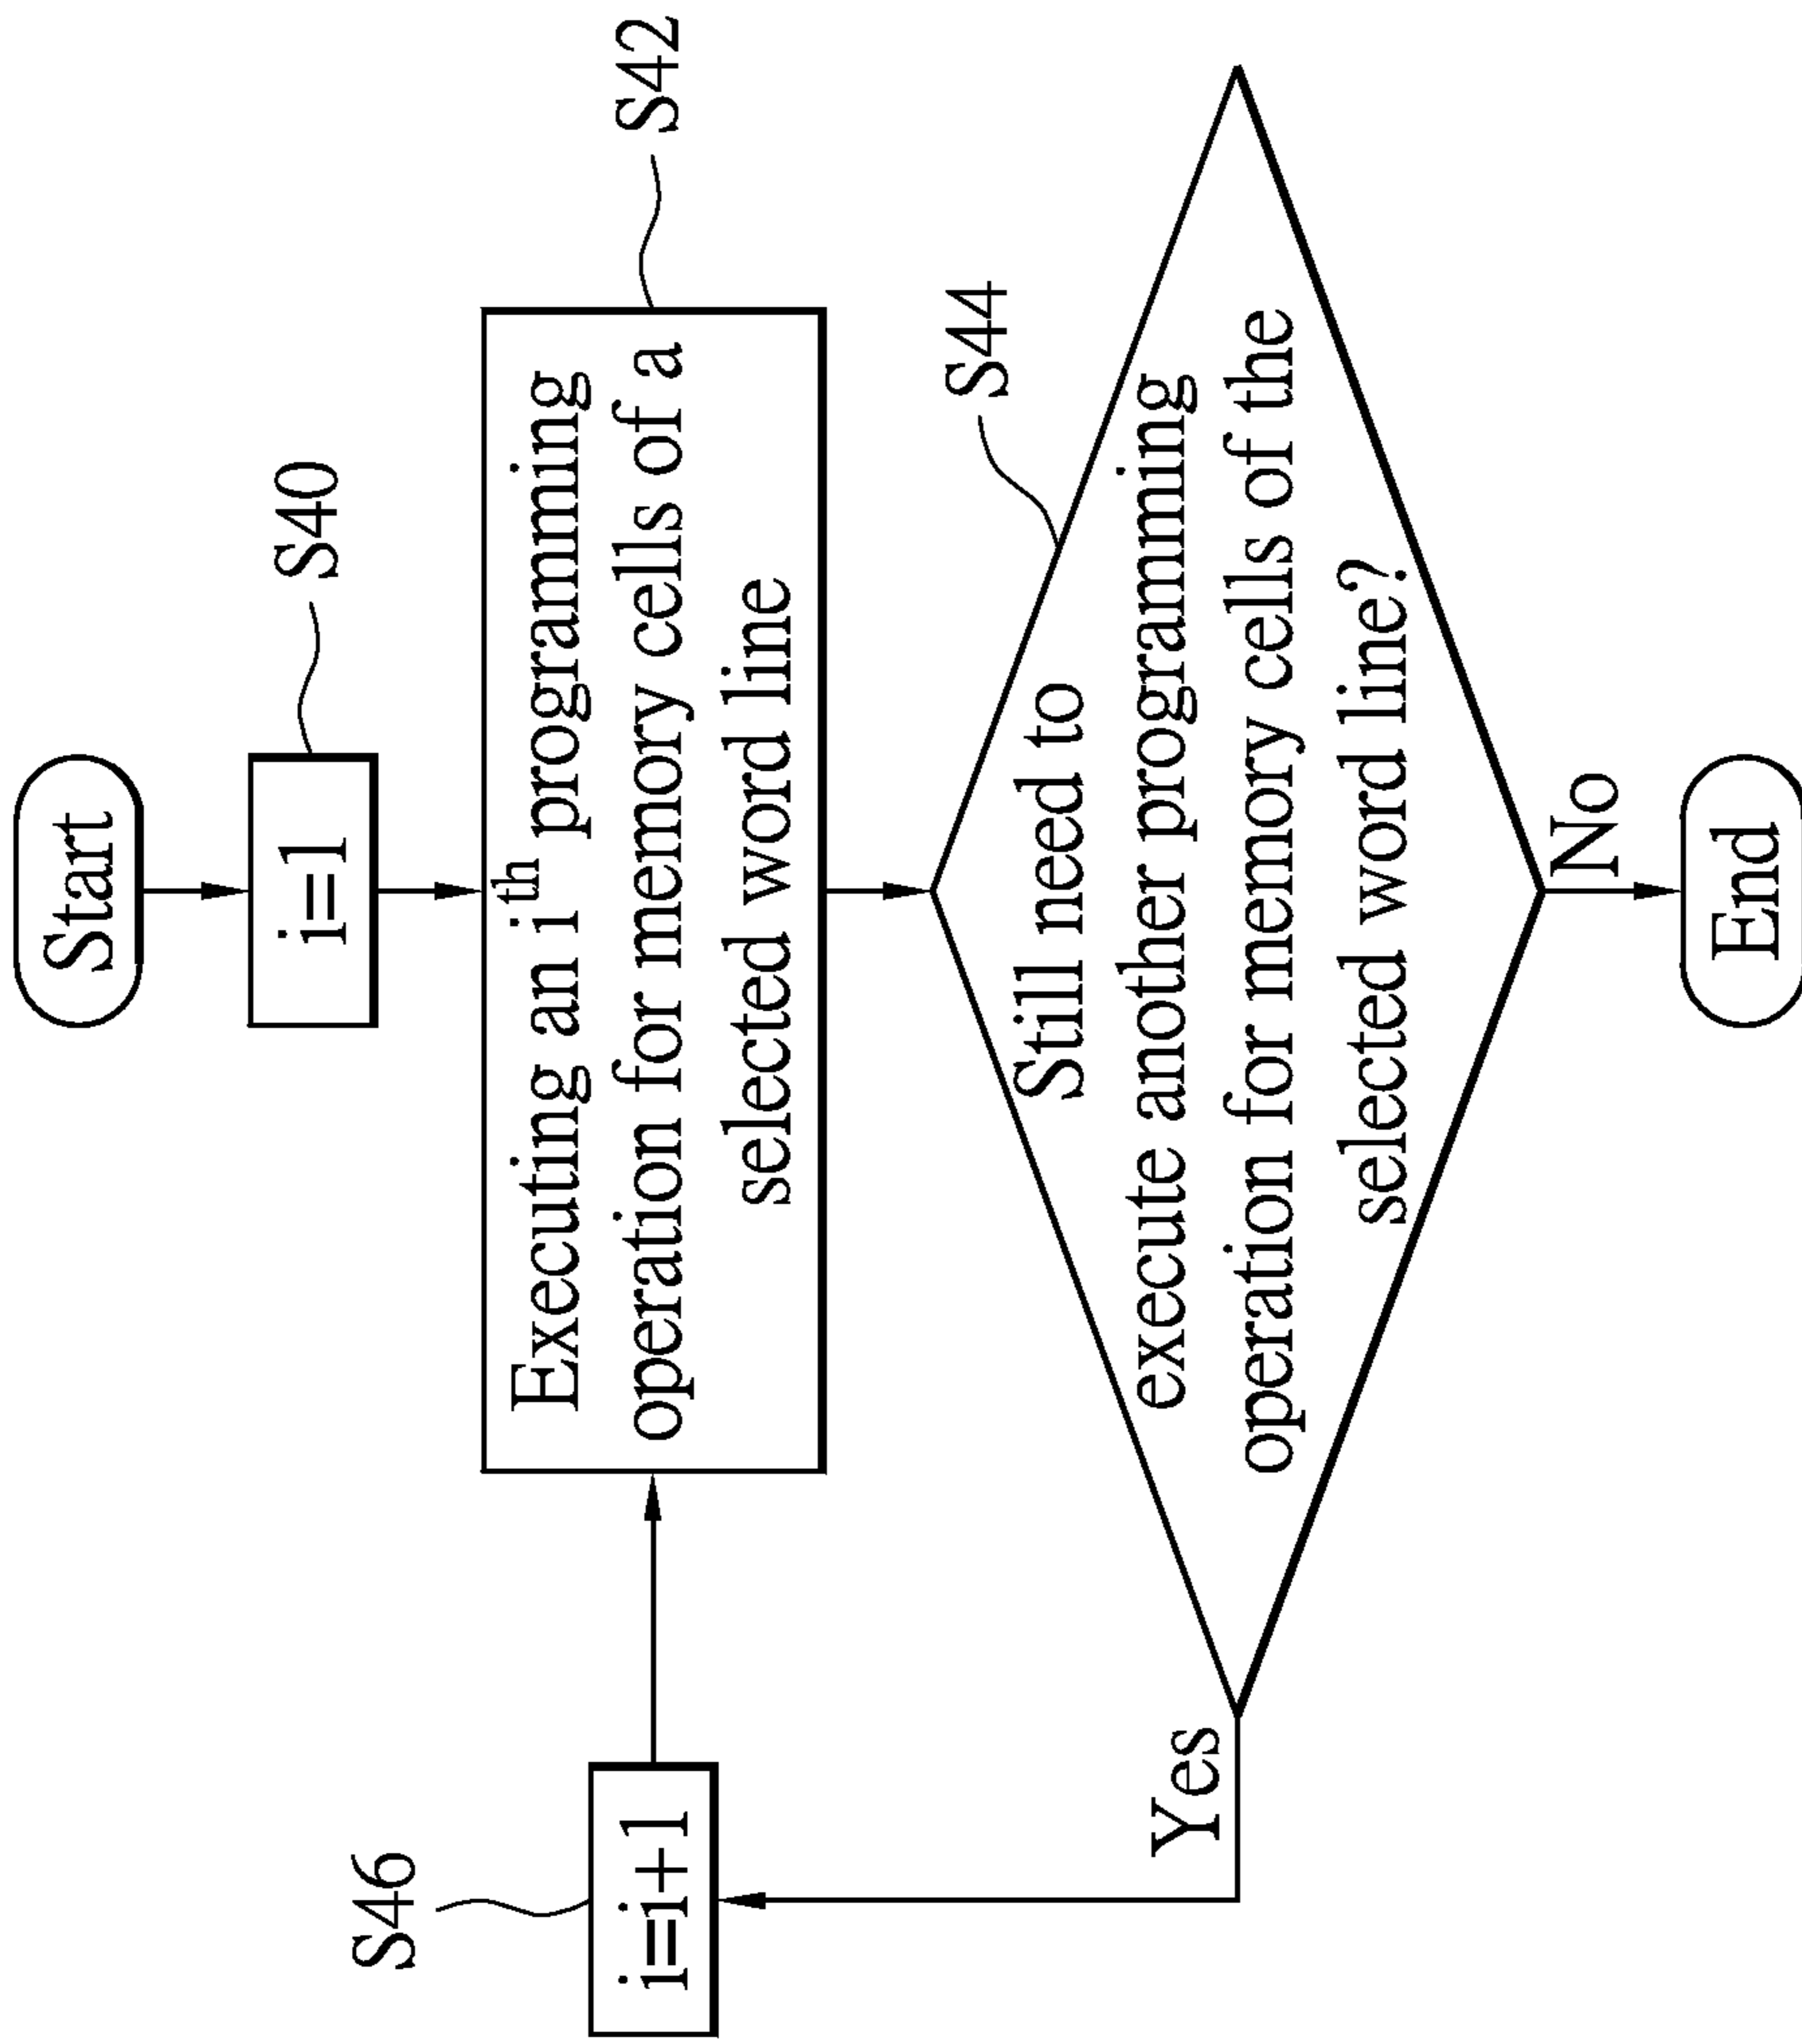 Start
i=1
S40
Executing an ith programming
operation for memory cells of a
selected word line
S42
Still need to
execute another programming
operation for memory cells of the
selected word line?
S44
Yes
i=i+1
S46
No
End